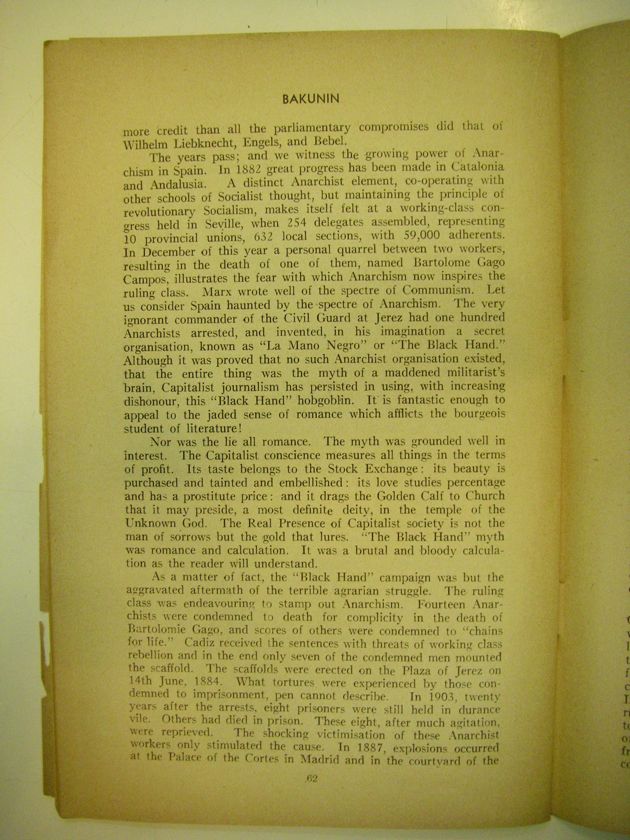 BAKUNIN
more credit than all the parliamentary compromises did that of
Wilhelm Liebknecht, Engels, and Bebel.
The years pass; and we witness the growing power of Anar-
chism in Spain. In 1882 great progress has been made in Catalonia
and Andalusia. A distinct Anarchist element, co-operating with
other schools of Socialist thought, but maintaining the principle of
revolutionary Socialism, makes itself felt at a working-class con-
gress held in Seville, when 254 delegates assembled, representing
10 provincial unions, 632 local sections, with 59,000 adherents.
In December of this year a personal quarrel between two workers,
resulting in the death of one of them, named Bartolome Gago
Campos, illustrates the fear with which Anarchism now inspires the
ruling class. Marx wrote well of the spectre of Communism. Let
us consider Spain haunted by the spectre of Anarchism. The very
ignorant commander of the Civil Guard at Jerez had one hundred
Anarchists arrested, and invented, in his imagination a secret
organisation, known as "La Mano Negro" or "The Black Hand."
Although it was proved that no such Anarchist organisation existed,
that the entire thing was the myth of a maddened militarist's
brain, Capitalist journalism has persisted in using, with increasing
dishonour, this "Black Hand" hobgoblin. It is fantastic enough to
appeal to the jaded sense of romance which afflicts the bourgeois
student of literature!
Nor was the lie all romance. The myth was grounded well in
interest. The Capitalist conscience measures all things in the terms
of profit. Its taste belongs to the Stock Exchange: its beauty is
purchased and tainted and embellished: its love studies percentage
and has a prostitute price: and it drags the Golden Calf to Church
that it may preside, a most definite deity, in the temple of the
Unknown God. The Real Presence of Capitalist society is not the
man of sorrows but the gold that lures. "The Black Hand" myth
was romance and calculation. It was a brutal and bloody calcula-
tion as the reader will understand.
As a matter of fact, the "Black Hand" campaign was but the
aggravated aftermath of the terrible agrarian struggle. The ruling
class was endeavouring to stamp out Anarchism. Fourteen Anar-
chists were condemned to death for complicity in the death of
Bartolomie Gago, and scores of others were condemned to "chains
for life." Cadiz received the sentences with threats of working class
rebellion and in the end only seven of the condemned men mounted
the scaffold. The scaffolds were erected on the Plaza of Jerez on
14th June, 1884. What tortures were experienced by those con-
demned to imprisonment, pen cannot describe. In 1903, twenty
years after the arrests, eight prisoners were still held in durance
vile. Others had died in prison. These eight, after much agitation,
were reprieved. The shocking victimisation of these Anarchist
workers only stimulated the cause. In 1887, explosions occurred
at the Palace of the Cortes in Madrid and in the courtyard of the
62